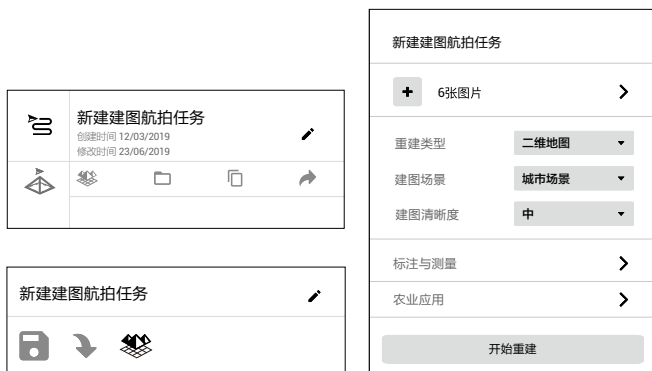 新建建图航拍任务
创建时间 12/03/2019
修改时间 23/06/2019
新建建图航拍任务
新建建图航拍任务
6张图片
重建类型 二维地图
建图场景 城市场景
建图清晰度 中
标注与测量
农业应用
开始重建